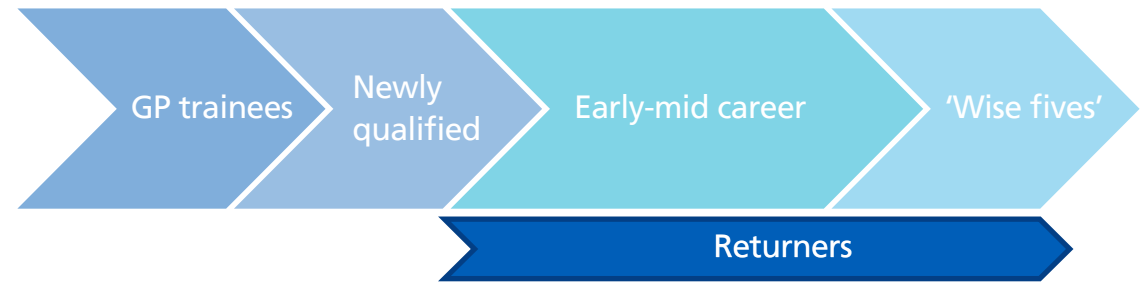 GP trainees
Newly
qualified
Early-mid career
'Wise fives'
Returners